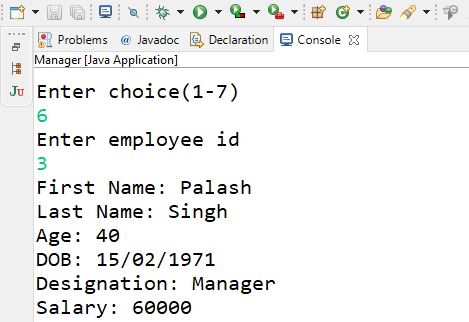 Problems @ Javadoc Declaration Console
Manager [Java Application]
Enter choice(1-7)
6
Enter employee id
3
First Name: Palash
Last Name: Singh
Age: 40
DOB: 15/02/1971
Designation: Manager
Salary: 60000